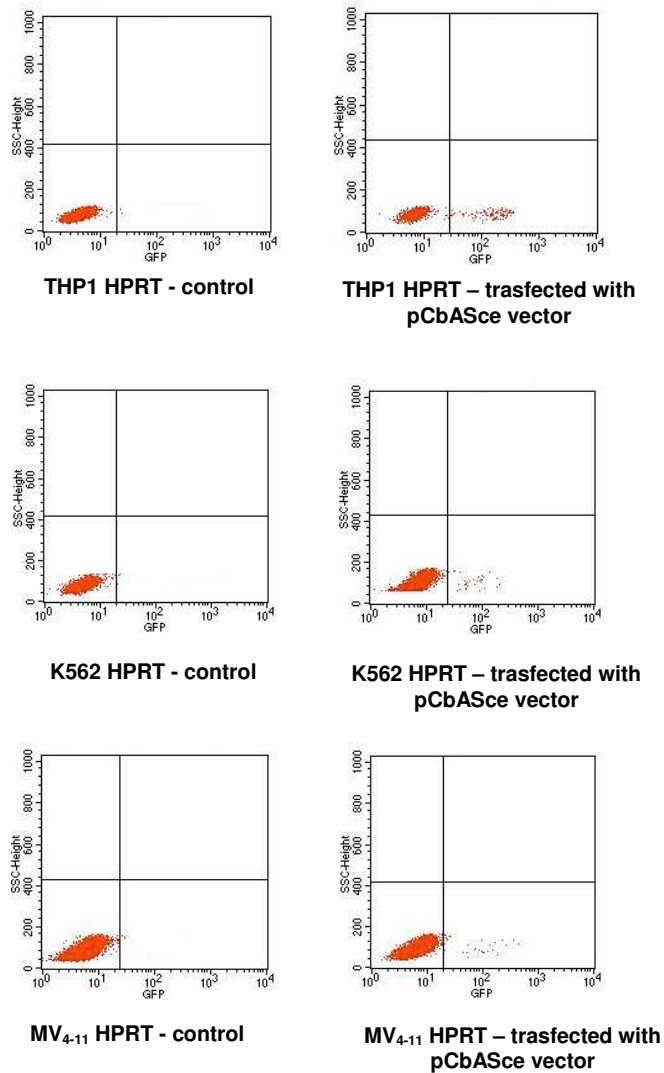 1000
800
600
400
200
0
SSC-Height
10^0 10^1 10^2 10^3 10^4
GFP
THP1 HPRT - control
1000
800
600
400
200
0
SSC-Height
10^0 10^1 10^2 10^3 10^4
GFP
THP1 HPRT – trasfected with
pCbASce vector
1000
800
600
400
200
0
SSC-Height
10^0 10^1 10^2 10^3 10^4
GFP
K562 HPRT - control
1000
800
600
400
200
0
SSC-Height
10^0 10^1 10^2 10^3 10^4
GFP
K562 HPRT – trasfected with
pCbASce vector
1000
800
600
400
200
0
SSC-Height
10^0 10^1 10^2 10^3 10^4
GFP
MV4-11 HPRT - control
1000
800
600
400
200
0
SSC-Height
10^0 10^1 10^2 10^3 10^4
GFP
MV4-11 HPRT – trasfected with
pCbASce vector